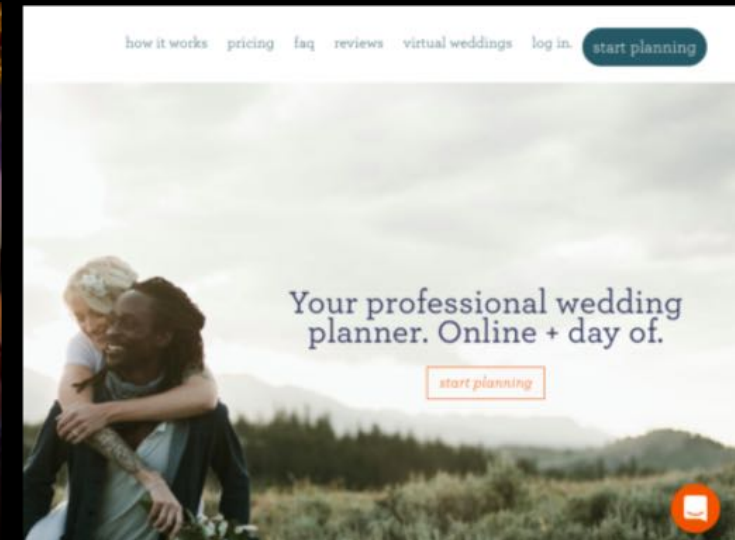 how it works pricing faq reviews virtual weddings log in. start planning
Your professional wedding
planner. Online + day of.
start planning